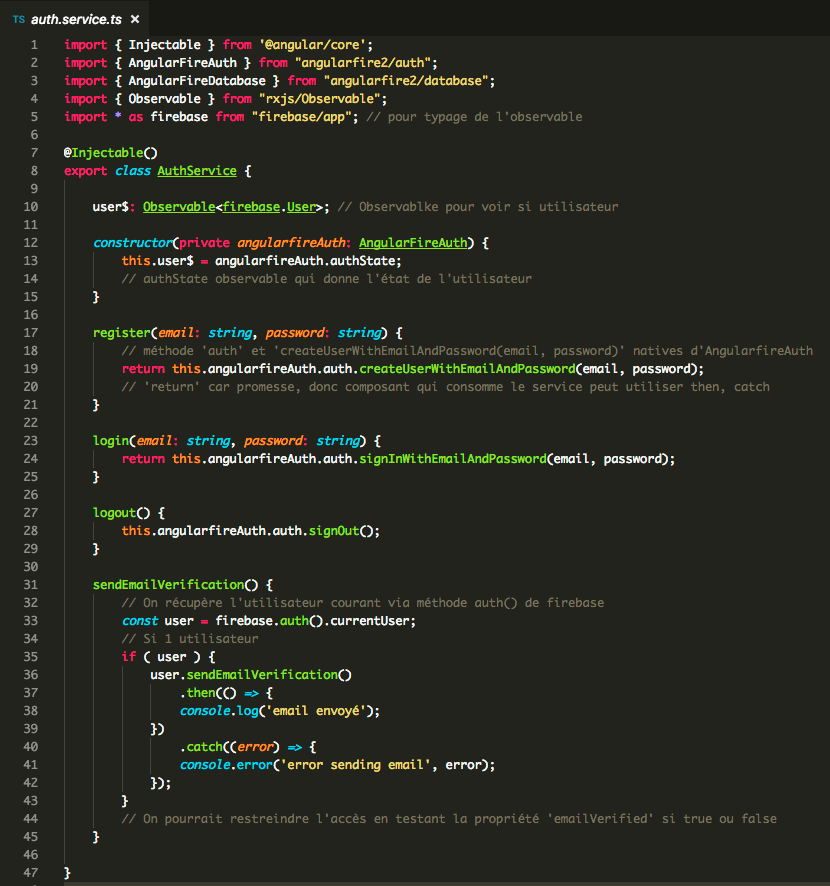 TS auth.service.ts ×
1 import { Injectable } from '@angular/core';
2 import { AngularFireAuth } from "angularfire2/auth";
3 import { AngularFireDatabase } from "angularfire2/database";
4 import { Observable } from "rxjs/Observable";
5 import * as firebase from "firebase/app"; // pour typage de l'observable
6
7 @Injectable()
8 export class AuthService {
9
10 user$: Observable<firebase.User>; // Observablke pour voir si utilisateur
11
12 constructor(private angularfireAuth: AngularFireAuth) {
13 this.user$ = angularfireAuth.authState;
14 // authState observable qui donne l'état de l'utilisateur
15 }
16
17 register(email: string, password: string) {
18 // méthode 'auth' et 'createUserWithEmailAndPassword(email, password)' natives d'AngularfireAuth
19 return this.angularfireAuth.auth.createUserWithEmailAndPassword(email, password);
20 // 'return' car promesse, donc composant qui consomme le service peut utiliser then, catch
21 }
22
23 login(email: string, password: string) {
24 return this.angularfireAuth.auth.signInWithEmailAndPassword(email, password);
25 }
26
27 logout() {
28 this.angularfireAuth.auth.signOut();
29 }
30
31 sendEmailVerification() {
32 // On récupère l'utilisateur courant via méthode auth() de firebase
33 const user = firebase.auth().currentUser;
34 // Si 1 utilisateur
35 if ( user ) {
36 user.sendEmailVerification()
37 .then(() => {
38 console.log('email envoyé');
39 })
40 .catch((error) => {
41 console.error('error sending email', error);
42 });
43 }
44 // On pourrait restreindre l'accès en testant la propriété 'emailVerified' si true ou false
45 }
46
47 }